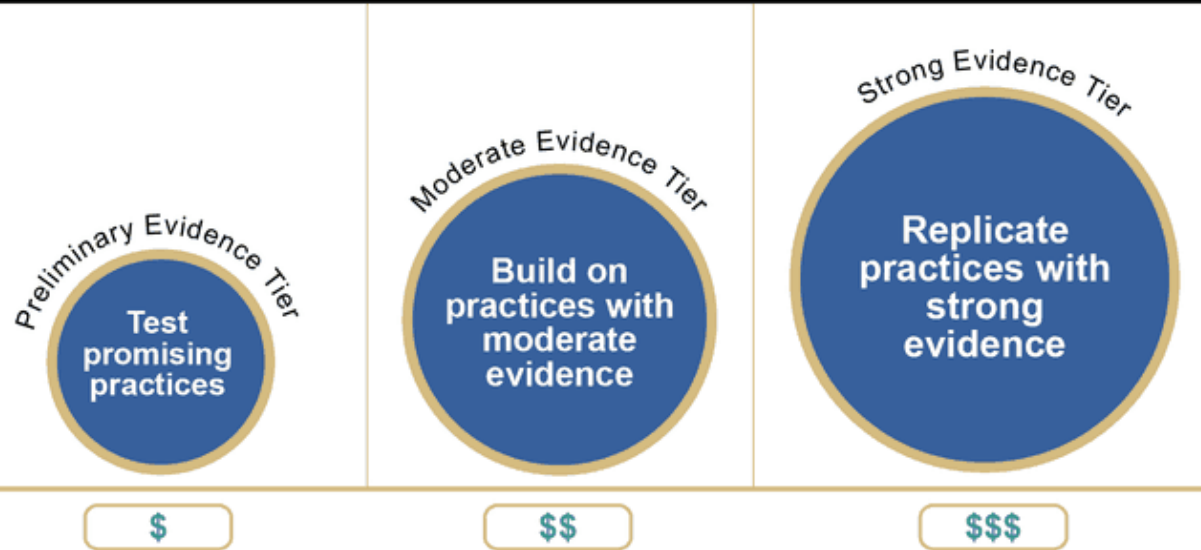 Preliminary Evidence Tier
Test
promising
practices
$
Moderate Evidence Tier
Build on
practices with
moderate
evidence
$$
Strong Evidence Tier
Replicate
practices with
strong
evidence
$$$